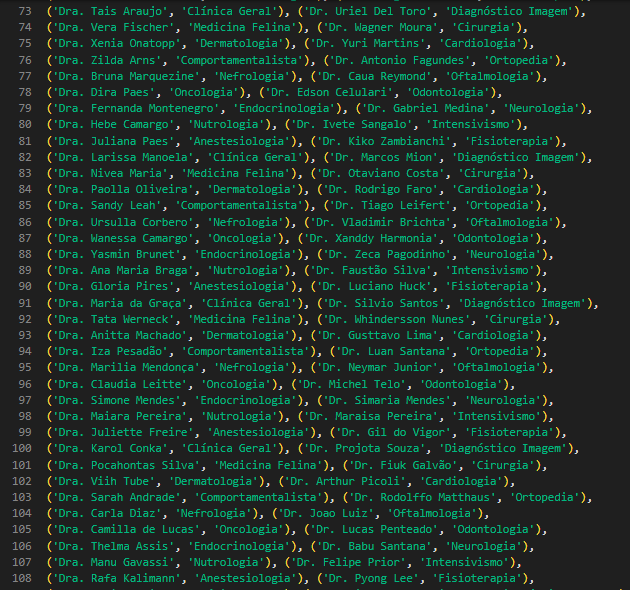 73 ('Dra. Tais Araujo', 'Clínica Geral'), ('Dr. Uriel Del Toro', 'Diagnóstico Imagem'),
74 ('Dra. Vera Fischer', 'Medicina Felina'), ('Dr. Wagner Moura', 'Cirurgia'),
75 ('Dra. Xenia Onatopp', 'Dermatologia'), ('Dr. Yuri Martins', 'Cardiologia'),
76 ('Dra. Zilda Arns', 'Comportamentalista'), ('Dr. Antonio Fagundes', 'Ortopedia'),
77 ('Dra. Bruna Marquezine', 'Nefrologia'), ('Dr. Caua Reymond', 'Oftalmologia'),
78 ('Dra. Dira Paes', 'Oncologia'), ('Dr. Edson Celulari', 'Odontologia'),
79 ('Dra. Fernanda Montenegro', 'Endocrinologia'), ('Dr. Gabriel Medina', 'Neurologia'),
80 ('Dra. Hebe Camargo', 'Nutrologia'), ('Dr. Ivete Sangalo', 'Intensivismo'),
81 ('Dra. Juliana Paes', 'Anestesiologia'), ('Dr. Kiko Zambianchi', 'Fisioterapia'),
82 ('Dra. Larissa Manoela', 'Clínica Geral'), ('Dr. Marcos Mion', 'Diagnóstico Imagem'),
83 ('Dra. Nivea Maria', 'Medicina Felina'), ('Dr. Otaviano Costa', 'Cirurgia'),
84 ('Dra. Paolla Oliveira', 'Dermatologia'), ('Dr. Rodrigo Faro', 'Cardiologia'),
85 ('Dra. Sandy Leah', 'Comportamentalista'), ('Dr. Tiago Leifert', 'Ortopedia'),
86 ('Dra. Ursulla Corbero', 'Nefrologia'), ('Dr. Vladimir Brichta', 'Oftalmologia'),
87 ('Dra. Wanessa Camargo', 'Oncologia'), ('Dr. Xanddy Harmonia', 'Odontologia'),
88 ('Dra. Yasmin Brunet', 'Endocrinologia'), ('Dr. Zeca Pagodinho', 'Neurologia'),
89 ('Dra. Ana Maria Braga', 'Nutrologia'), ('Dr. Faustão Silva', 'Intensivismo'),
90 ('Dra. Gloria Pires', 'Anestesiologia'), ('Dr. Luciano Huck', 'Fisioterapia'),
91 ('Dra. Maria da Graça', 'Clínica Geral'), ('Dr. Silvio Santos', 'Diagnóstico Imagem'),
92 ('Dra. Tata Werneck', 'Medicina Felina'), ('Dr. Whindersson Nunes', 'Cirurgia'),
93 ('Dra. Anitta Machado', 'Dermatologia'), ('Dr. Gusttavo Lima', 'Cardiologia'),
94 ('Dra. Iza Pesadão', 'Comportamentalista'), ('Dr. Luan Santana', 'Ortopedia'),
95 ('Dra. Marilia Mendonça', 'Nefrologia'), ('Dr. Neymar Junior', 'Oftalmologia'),
96 ('Dra. Claudia Leitte', 'Oncologia'), ('Dr. Michel Telo', 'Odontologia'),
97 ('Dra. Simone Mendes', 'Endocrinologia'), ('Dr. Simaria Mendes', 'Neurologia'),
98 ('Dra. Maiara Pereira', 'Nutrologia'), ('Dr. Maraisa Pereira', 'Intensivismo'),
99 ('Dra. Juliette Freire', 'Anestesiologia'), ('Dr. Gil do Vigor', 'Fisioterapia'),
100 ('Dra. Karol Conka', 'Clínica Geral'), ('Dr. Projota Souza', 'Diagnóstico Imagem'),
101 ('Dra. Pocahontas Silva', 'Medicina Felina'), ('Dr. Fiuk Galvão', 'Cirurgia'),
102 ('Dra. Viih Tube', 'Dermatologia'), ('Dr. Arthur Picoli', 'Cardiologia'),
103 ('Dra. Sarah Andrade', 'Comportamentalista'), ('Dr. Rodolffo Matthaus', 'Ortopedia'),
104 ('Dra. Carla Diaz', 'Nefrologia'), ('Dr. Joao Luiz', 'Oftalmologia'),
105 ('Dra. Camilla de Lucas', 'Oncologia'), ('Dr. Lucas Penteado', 'Odontologia'),
106 ('Dra. Thelma Assis', 'Endocrinologia'), ('Dr. Babu Santana', 'Neurologia'),
107 ('Dra. Manu Gavassi', 'Nutrologia'), ('Dr. Felipe Prior', 'Intensivismo'),
108 ('Dra. Rafa Kalimann', 'Anestesiologia'), ('Dr. Pyong Lee', 'Fisioterapia'),